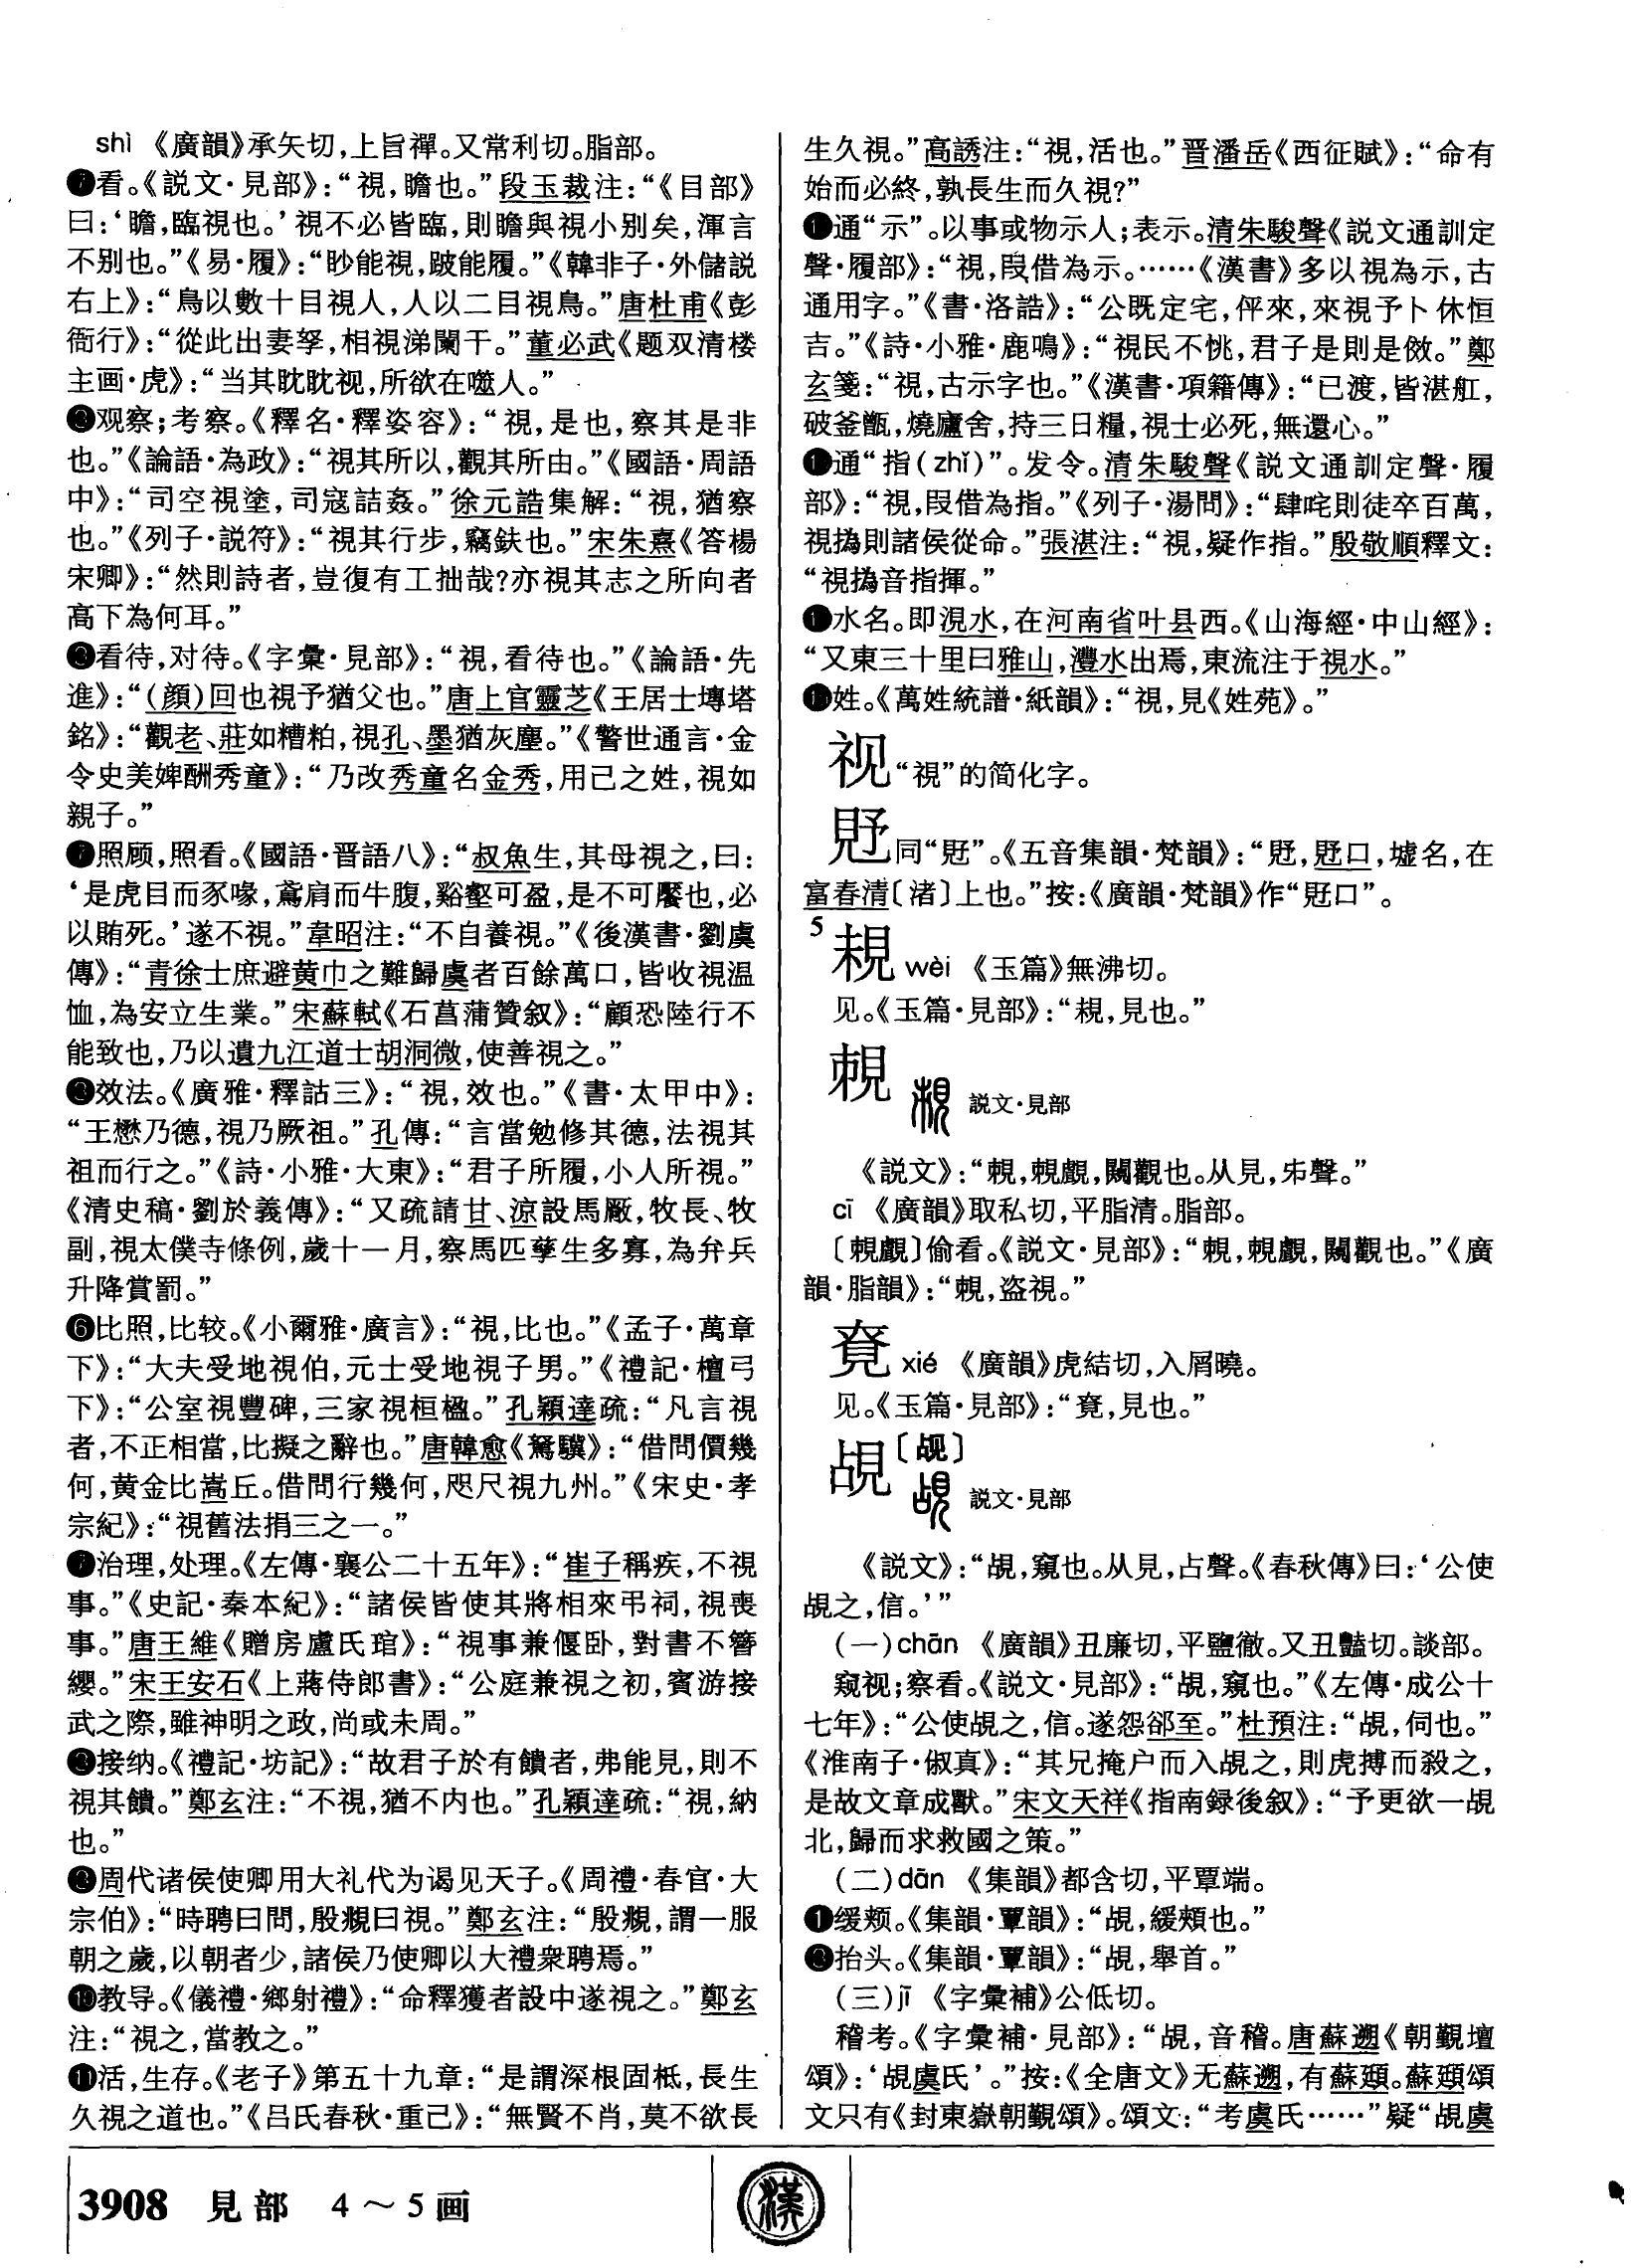 shì 《廣韻》承矢切，上旨禪。又常利切。脂部。
❶看。《説文·見部》：“視，瞻也。”段玉裁注：“《目部》
曰：‘瞻，臨視也。’視不必皆臨，則瞻與視小别矣，渾言
不别也。”《易·履》：“眇能視，跛能履。”《韓非子·外儲説
右上》：“鳥以數十目視人，人以二目視鳥。”唐杜甫《彭
衙行》：“從此出妻孥，相視涕闌干。”董必武《题双清楼
主画·虎》：“当其眈眈视，所欲在噬人。”
❷观察；考察。《釋名·釋姿容》：“視，是也，察其是非
也。”《論語·為政》：“視其所以，觀其所由。”《國語·周語
中》：“司空視塗，司寇詰姦。”徐元誥集解：“視，猶察
也。”《列子·説符》：“視其行步，竊鈇也。”宋朱熹《答楊
宋卿》：“然則詩者，豈復有工拙哉？亦視其志之所向者
高下為何耳。”
❸看待，对待。《字彙·見部》：“視，看待也。”《論語·先
進》：“（顔）回也視予猶父也。”唐上官靈芝《王居士塼塔
銘》：“觀老、莊如糟粕，視孔、墨猶灰塵。”《警世通言·金
令史美婢酬秀童》：“乃改秀童名金秀，用己之姓，視如
親子。”
❹照顾，照看。《國語·晋語八》：“叔魚生，其母視之，曰：
‘是虎目而豕喙，鳶肩而牛腹，谿壑可盈，是不可饜也，必
以賄死。’遂不視。”韋昭注：“不自養視。”《後漢書·劉虞
傳》：“青徐士庶避黄巾之難歸虞者百餘萬口，皆收視温
恤，為安立生業。”宋蘇軾《石菖蒲贊叙》：“顧恐陸行不
能致也，乃以遺九江道士胡洞微，使善視之。”
❺效法。《廣雅·釋詁三》：“視，效也。”《書·太甲中》：
“王懋乃德，視乃厥祖。”孔傳：“言當勉修其德，法視其
祖而行之。”《詩·小雅·大東》：“君子所履，小人所視。”
《清史稿·劉於義傳》：“又疏請甘、涼設馬廠，牧長、牧
副，視太僕寺條例，歲十一月，察馬匹孳生多寡，為弁兵
升降賞罰。”
❻比照，比较。《小爾雅·廣言》：“視，比也。”《孟子·萬章
下》：“大夫受地視伯，元士受地視子男。”《禮記·檀弓
下》：“公室視豐碑，三家視桓楹。”孔穎達疏：“凡言視
者，不正相當，比擬之辭也。”唐韓愈《駑驥》：“借問價幾
何，黄金比嵩丘。借問行幾何，咫尺視九州。”《宋史·孝
宗紀》：“視舊法捐三之一。”
❼治理，处理。《左傳·襄公二十五年》：“崔子稱疾，不視
事。”《史記·秦本紀》：“諸侯皆使其將相來弔祠，視喪
事。”唐王維《贈房盧氏琯》：“視事兼偃卧，對書不簪
纓。”宋王安石《上蔣侍郎書》：“公庭兼視之初，賓游接
武之際，雖神明之政，尚或未周。”
❽接纳。《禮記·坊記》：“故君子於有饋者，弗能見，則不
視其饋。”鄭玄注：“不視，猶不内也。”孔穎達疏：“視，納
也。”
❾周代诸侯使卿用大礼代为谒见天子。《周禮·春官·大
宗伯》：“時聘曰問，殷覜曰視。”鄭玄注：“殷覜，謂一服
朝之歲，以朝者少，諸侯乃使卿以大禮衆聘焉。”
❿教导。《儀禮·鄉射禮》：“命釋獲者設中遂視之。”鄭玄
注：“視之，當教之。”
⓫活，生存。《老子》第五十九章：“是謂深根固柢，長生
久視之道也。”《吕氏春秋·重己》：“無賢不肖，莫不欲長
生久視。”高誘注：“視，活也。”晋潘岳《西征賦》：“命有
始而必終，孰長生而久視？”
⓬通“示”。以事或物示人；表示。清朱駿聲《説文通訓定
聲·履部》：“視，叚借為示。……《漢書》多以視為示，古
通用字。”《書·洛誥》：“公既定宅，伻來，來視予卜休恒
吉。”《詩·小雅·鹿鳴》：“視民不恌，君子是則是傚。”鄭
玄箋：“視，古示字也。”《漢書·項籍傳》：“已渡，皆湛舡，
破釜甑，燒廬舍，持三日糧，視士必死，無還心。”
⓭通“指（zhǐ）”。发令。清朱駿聲《説文通訓定聲·履
部》：“視，叚借為指。”《列子·湯問》：“肆咤則徒卒百萬，
視撝則諸侯從命。”張湛注：“視，疑作指。”殷敬順釋文：
“視撝音指揮。”
⓮水名。即涀水，在河南省叶县西。《山海經·中山經》：
“又東三十里曰雅山，灃水出焉，東流注于視水。”
⓯姓。《萬姓統譜·紙韻》：“視，見《姓苑》。”
视 “視”的简化字。
同“覎”。《五音集韻·梵韻》：“覎，覎口，墟名，在
富春清〔渚〕上也。”按：《廣韻·梵韻》作“覎口”。
5
䙿 wèi 《玉篇》無沸切。
见。《玉篇·見部》：“䙿，見也。”
覗 説文·見部
《説文》：“覗，覗覰，闚觀也。从見，𠂔聲。”
cī 《廣韻》取私切，平脂清。脂部。
〔覗覰〕偷看。《説文·見部》：“覗，覗覰，闚觀也。”《廣
韻·脂韻》：“覗，盗視。”
xié 《廣韻》虎結切，入屑曉。
见。《玉篇·見部》：“，見也。”
覘 〔觇〕 説文·見部
《説文》：“覘，窺也。从見，占聲。《春秋傳》曰：‘公使
覘之，信。’”
（一）chān 《廣韻》丑廉切，平鹽徹。又丑豔切。談部。
窥视；察看。《説文·見部》：“覘，窺也。”《左傳·成公十
七年》：“公使覘之，信。遂怨郤至。”杜預注：“覘，伺也。”
《淮南子·俶真》：“其兄掩户而入覘之，則虎搏而殺之，
是故文章成獸。”宋文天祥《指南録後叙》：“予更欲一覘
北，歸而求救國之策。”
（二）dān 《集韻》都含切，平覃端。
❶缓颊。《集韻·覃韻》：“覘，緩頰也。”
❷抬头。《集韻·覃韻》：“覘，舉首。”
（三）jī 《字彙補》公低切。
稽考。《字彙補·見部》：“覘，音稽。唐蘇遡《朝覲壇
頌》：‘覘虞氏’。”按：《全唐文》无蘇遡，有蘇頲。蘇頲頌
文只有《封東嶽朝覲頌》。頌文：“考虞氏……”疑“覘虞
3908 見部 4～5画
漢